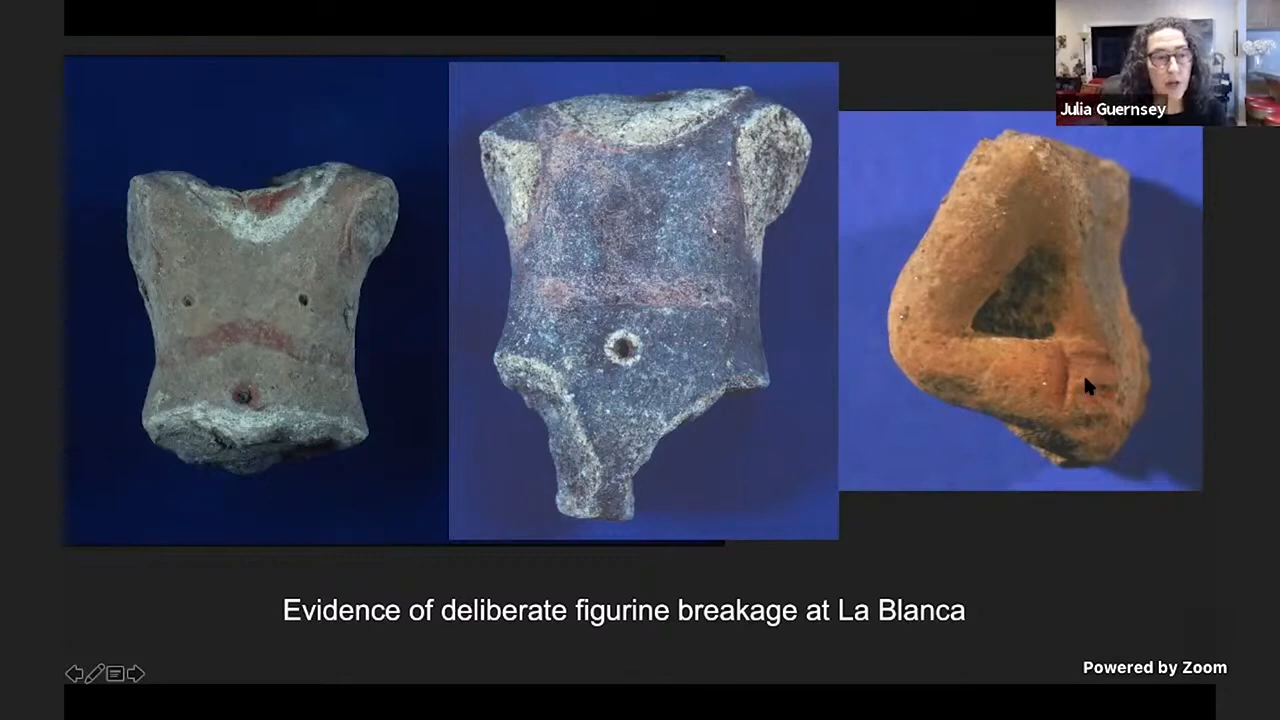 Julia Guernsey
Evidence of deliberate figurine breakage at La Blanca
Powered by Zoom